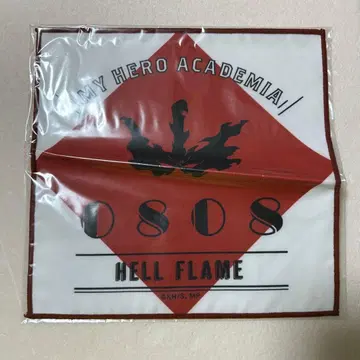 \\MY HERO ACADEMIA//
0808
HELL FLAME